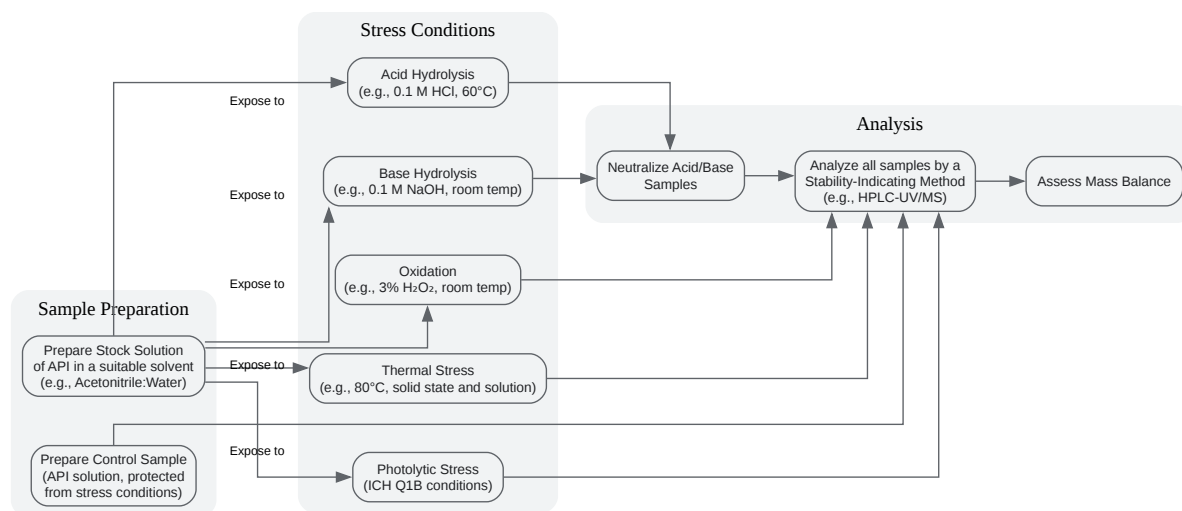 Stress Conditions
Acid Hydrolysis
(e.g., 0.1 M HCl, 60°C)
Expose to
Analysis
Base Hydrolysis
(e.g., 0.1 M NaOH, room temp)
Neutralize Acid/Base
Samples
Analyze all samples by a
Stability-Indicating Method
(e.g., HPLC-UV/MS)
Assess Mass Balance
Expose to
Oxidation
(e.g., 3% H₂O₂, room temp)
Expose to
Sample Preparation
Prepare Stock Solution
of API in a suitable solvent
(e.g., Acetonitrile:Water)
Expose to
Thermal Stress
(e.g., 80°C, solid state and solution)
Prepare Control Sample
(API solution, protected
from stress conditions)
Expose to
Photolytic Stress
(ICH Q1B conditions)